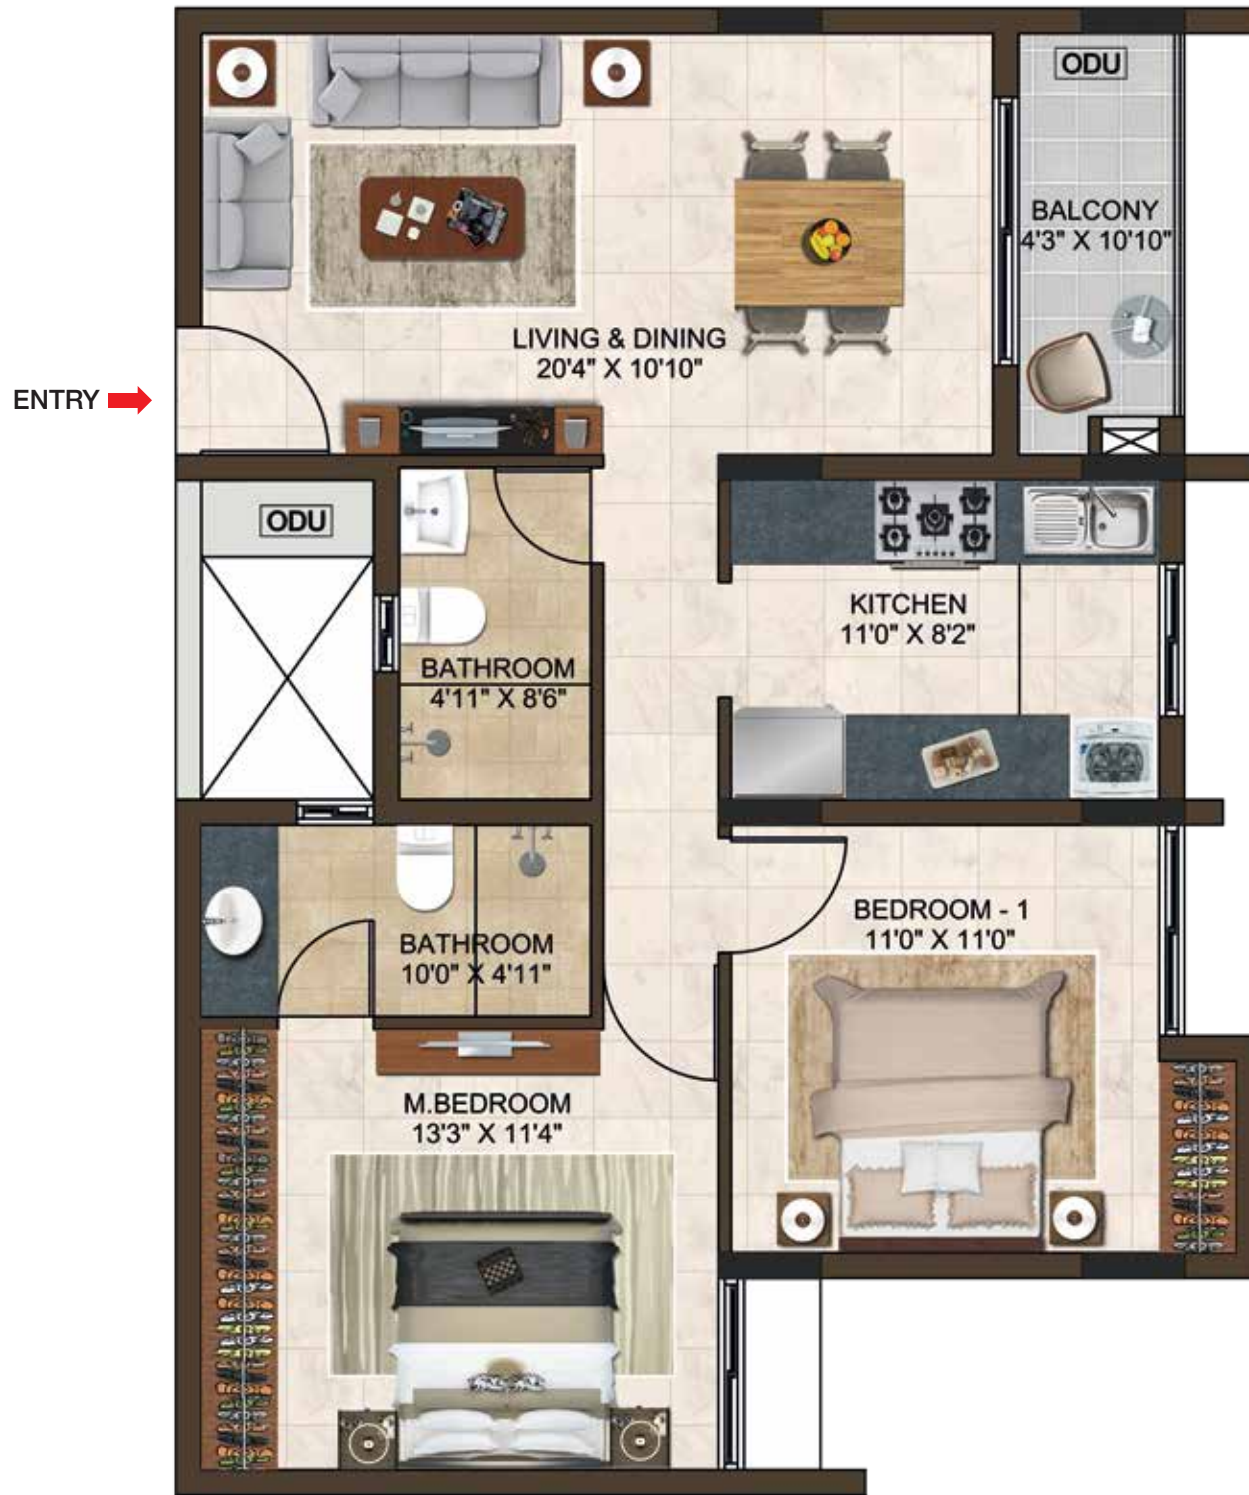 ODU
BALCONY
4'3" X 10'10"
LIVING & DINING
20'4" X 10'10"
ENTRY
ODU
KITCHEN
11'0" X 8'2"
BATHROOM
4'11" X 8'6"
BEDROOM - 1
11'0" X 11'0"
BATHROOM
10'0" X 4'11"
M.BEDROOM
13'3" X 11'4"